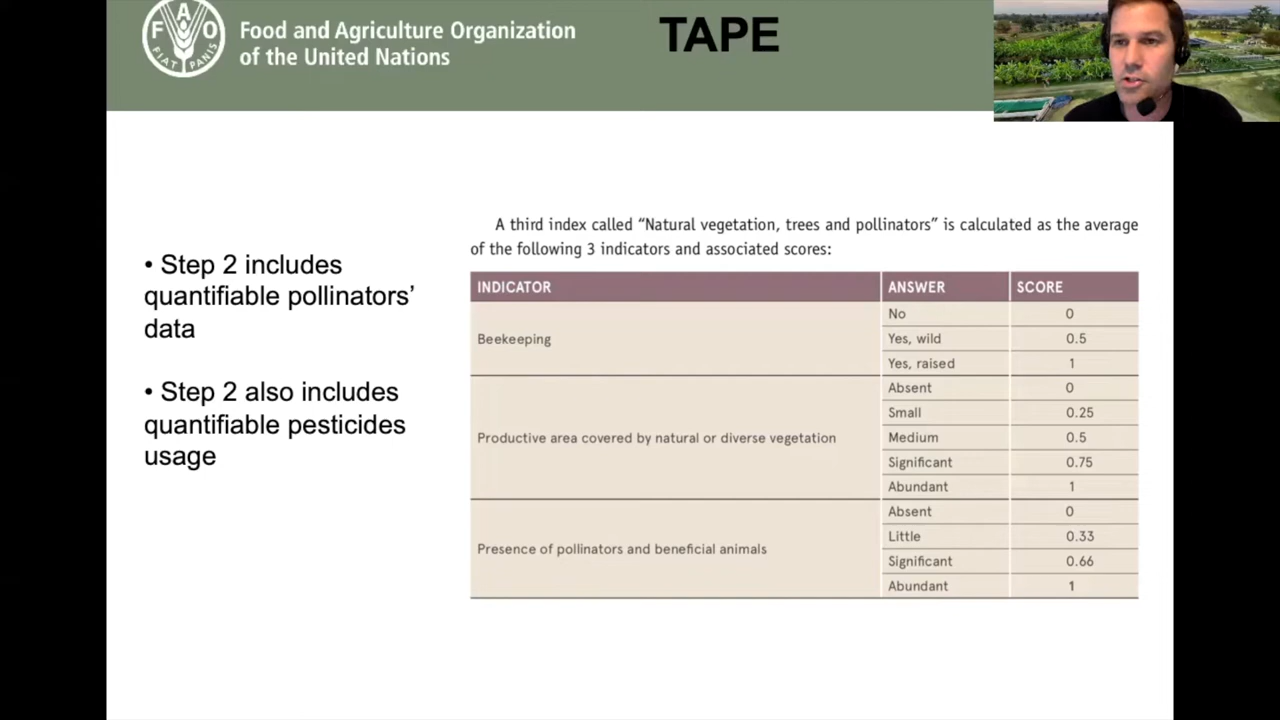 FAO
FIAT PANIS
Food and Agriculture Organization
of the United Nations
TAPE
• Step 2 includes
quantifiable pollinators’
data
• Step 2 also includes
quantifiable pesticides
usage
A third index called “Natural vegetation, trees and pollinators” is calculated as the average
of the following 3 indicators and associated scores:
INDICATOR ANSWER SCORE
Beekeeping
No 0
Yes, wild 0.5
Yes, raised 1
Productive area covered by natural or diverse vegetation
Absent 0
Small 0.25
Medium 0.5
Significant 0.75
Abundant 1
Presence of pollinators and beneficial animals
Absent 0
Little 0.33
Significant 0.66
Abundant 1